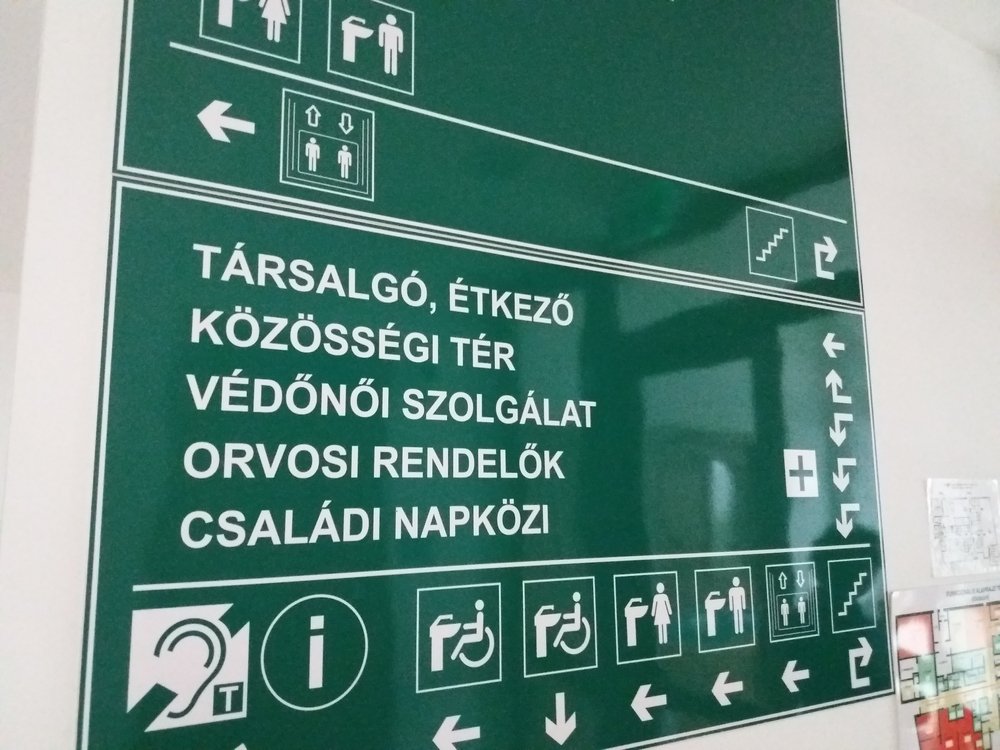 TÁRSALGÓ, ÉTKEZŐ
KÖZÖSSÉGI TÉR
VÉDŐNŐI SZOLGÁLAT
ORVOSI RENDELŐK
CSALÁDI NAPKÖZI
T
i